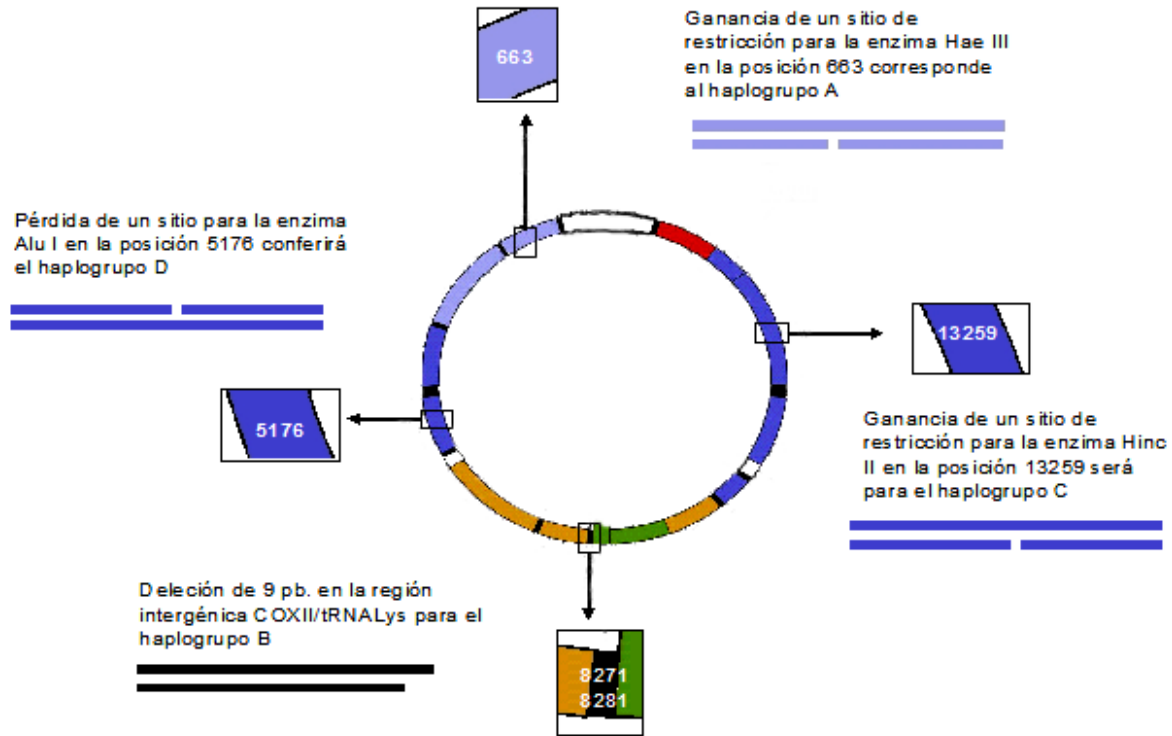 663
Ganancia de un sitio de
restricción para la enzima Hae III
en la posición 663 corresponde
al haplogrupo A
Pérdida de un sitio para la enzima
Alu I en la posición 5176 conferirá
el haplogrupo D
13259
5176
Ganancia de un sitio de
restricción para la enzima Hinc
II en la posición 13259 será
para el haplogrupo C
Deleción de 9 pb. en la región
intergénica COXII/tRNALys para el
haplogrupo B
8271
8281